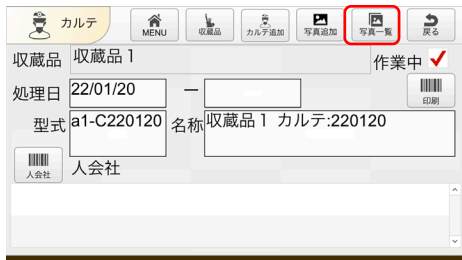 カルテ MENU 収蔵品 カルテ追加 写真追加 写真一覧 戻る
収蔵品 収蔵品1 作業中
処理日 22/01/20 ー 印刷
型式 a1-C220120 名称 収蔵品1 カルテ:220120
人会社 人会社